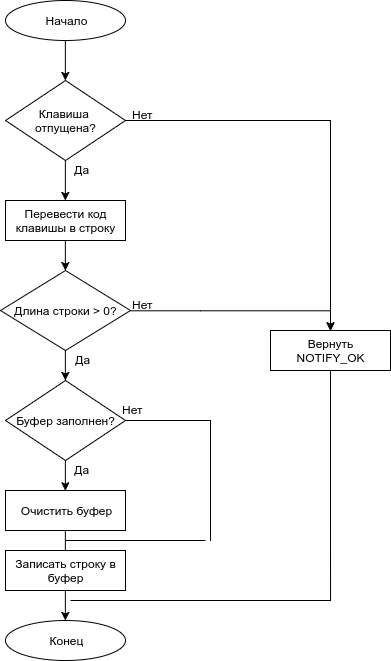 Начало
Клавиша
отпущена?
Нет
Да
Перевести код
клавишы в строку
Длина строки > 0?
Нет
Вернуть
NOTIFY_OK
Да
Буфер заполнен?
Нет
Да
Очистить буфер
Записать строку в
буфер
Конец